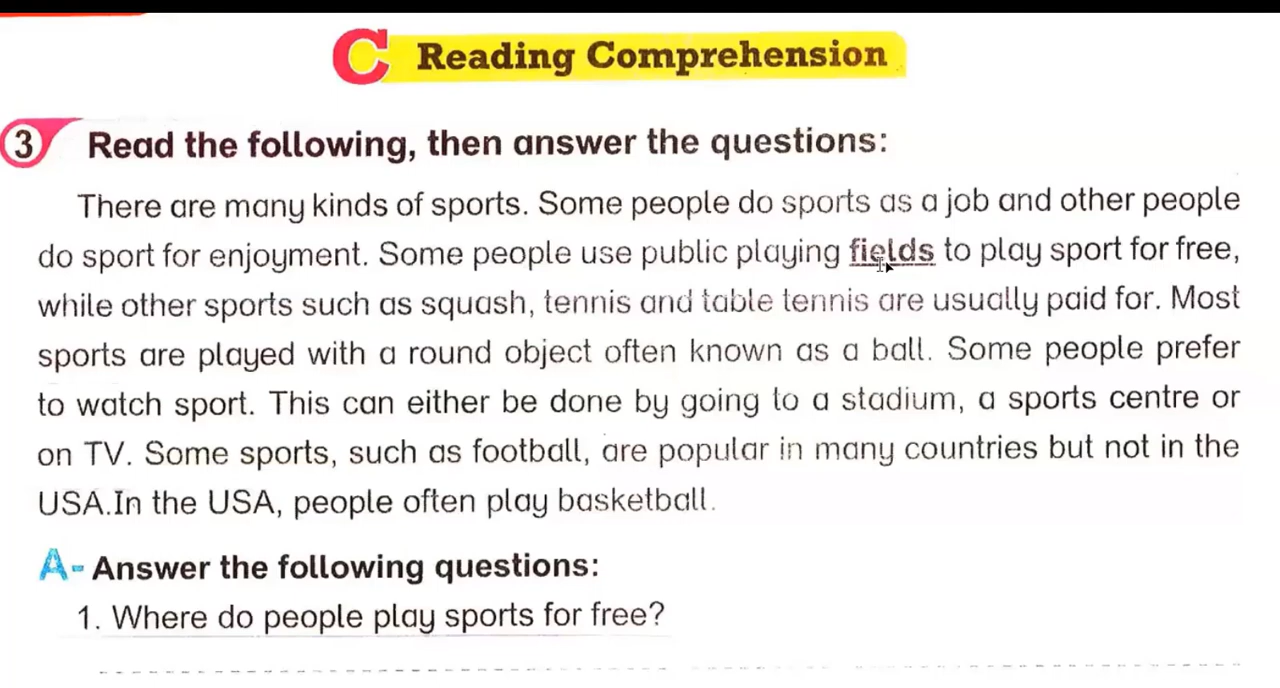 C Reading Comprehension
3 Read the following, then answer the questions:
There are many kinds of sports. Some people do sports as a job and other people
do sport for enjoyment. Some people use public playing fields to play sport for free,
while other sports such as squash, tennis and table tennis are usually paid for. Most
sports are played with a round object often known as a ball. Some people prefer
to watch sport. This can either be done by going to a stadium, a sports centre or
on TV. Some sports, such as football, are popular in many countries but not in the
USA.In the USA, people often play basketball.
A- Answer the following questions:
1. Where do people play sports for free?